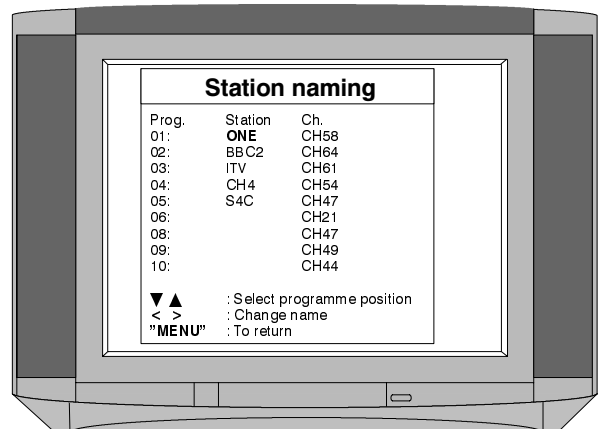 Station naming
Prog. Station Ch.
01: ONE CH58
02: BBC2 CH64
03: ITV CH61
04: CH4 CH54
05: S4C CH47
06: CH21
08: CH47
09: CH49
10: CH44
▼ ▲ : Select programme position
< > : Change name
”MENU” : To return